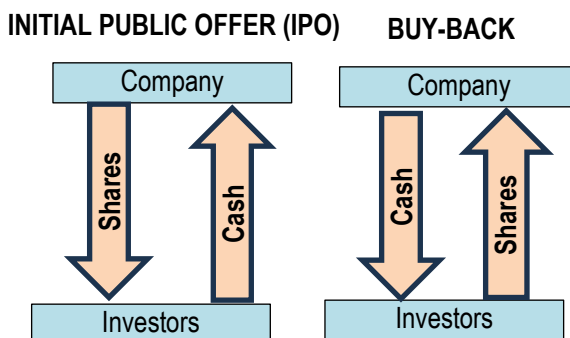 INITIAL PUBLIC OFFER (IPO)
BUY-BACK
Company
Company
Shares
Cash
Cash
Shares
Investors
Investors